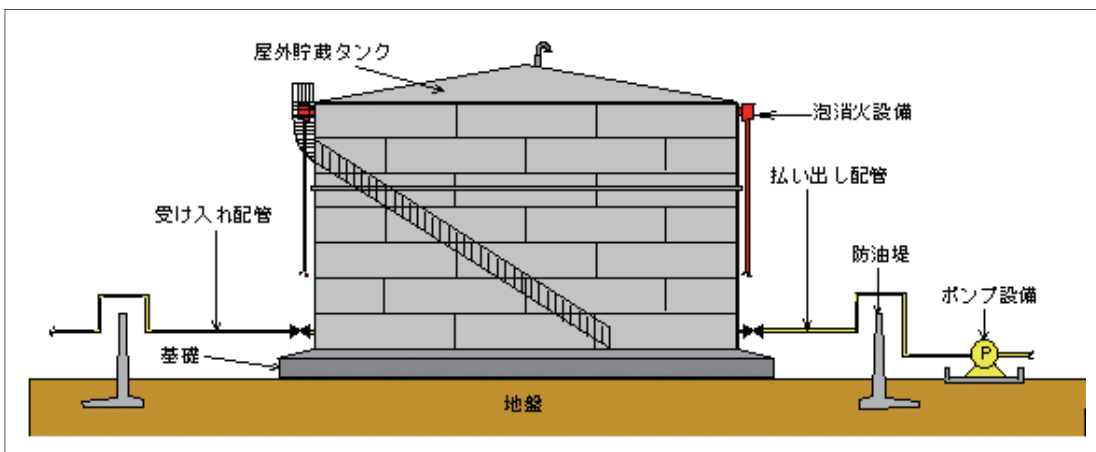 屋外貯蔵タンク
泡消火設備
払い出し配管
受け入れ配管
防油堤
ポンプ設備
P
基礎
地盤